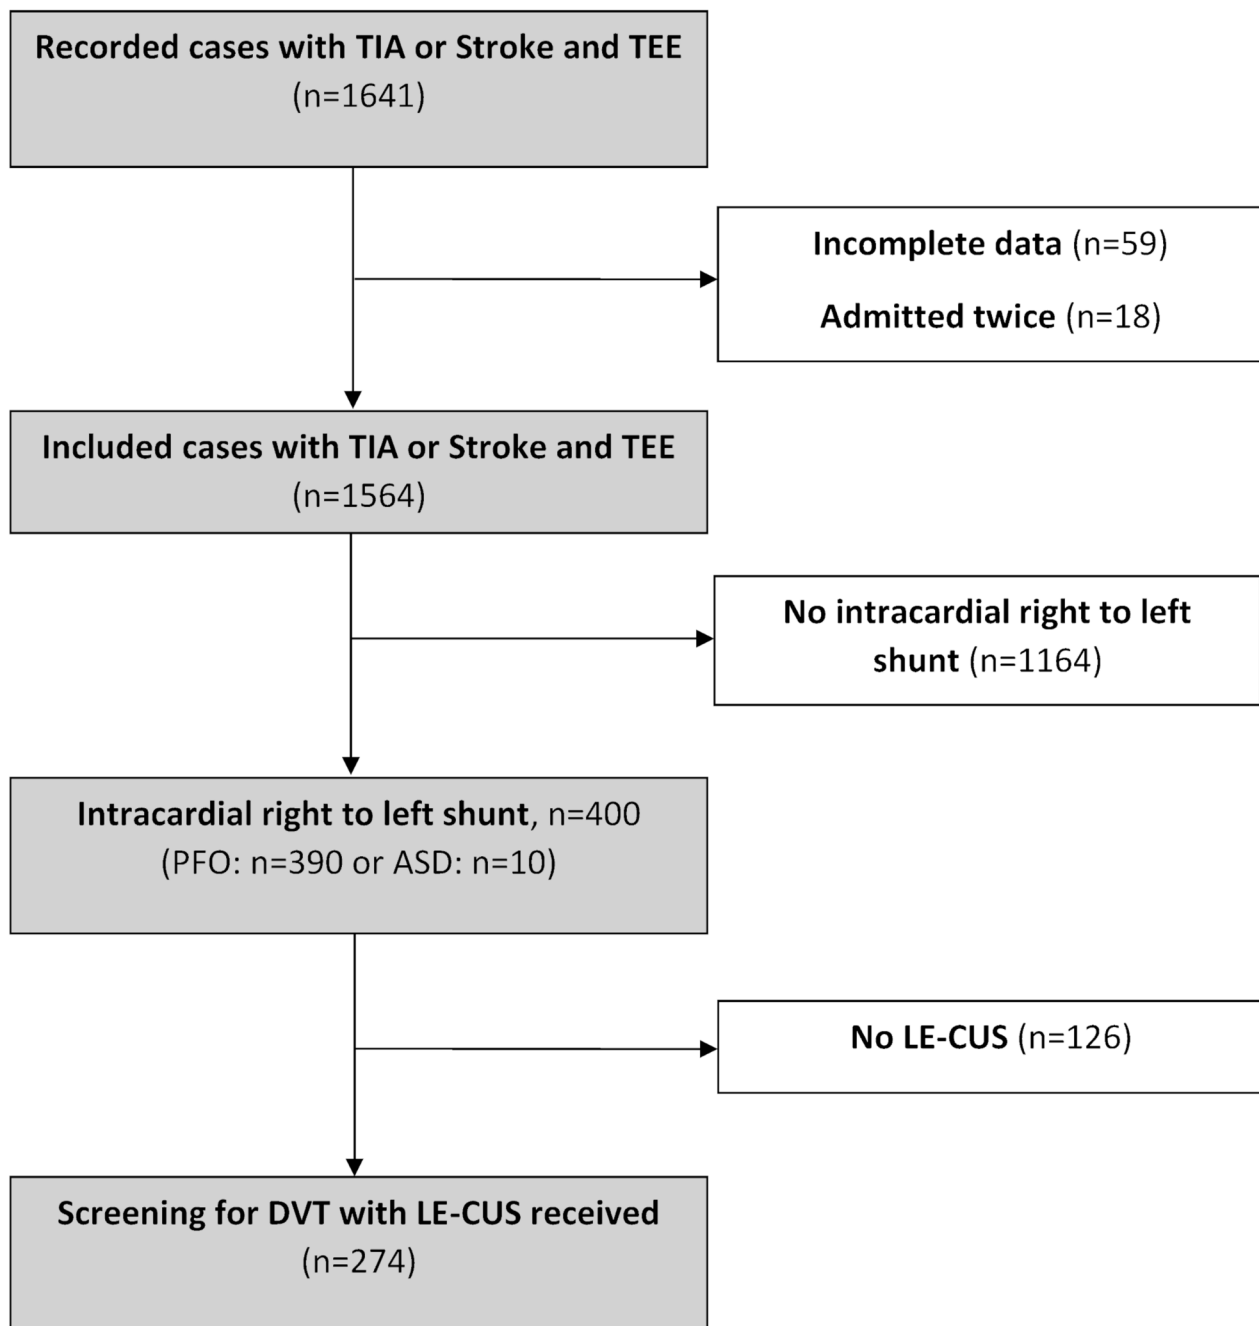 Recorded cases with TIA or Stroke and TEE
(n=1641)
Incomplete data (n=59)
Admitted twice (n=18)
Included cases with TIA or Stroke and TEE
(n=1564)
No intracardial right to left
shunt (n=1164)
Intracardial right to left shunt, n=400
(PFO: n=390 or ASD: n=10)
No LE-CUS (n=126)
Screening for DVT with LE-CUS received
(n=274)